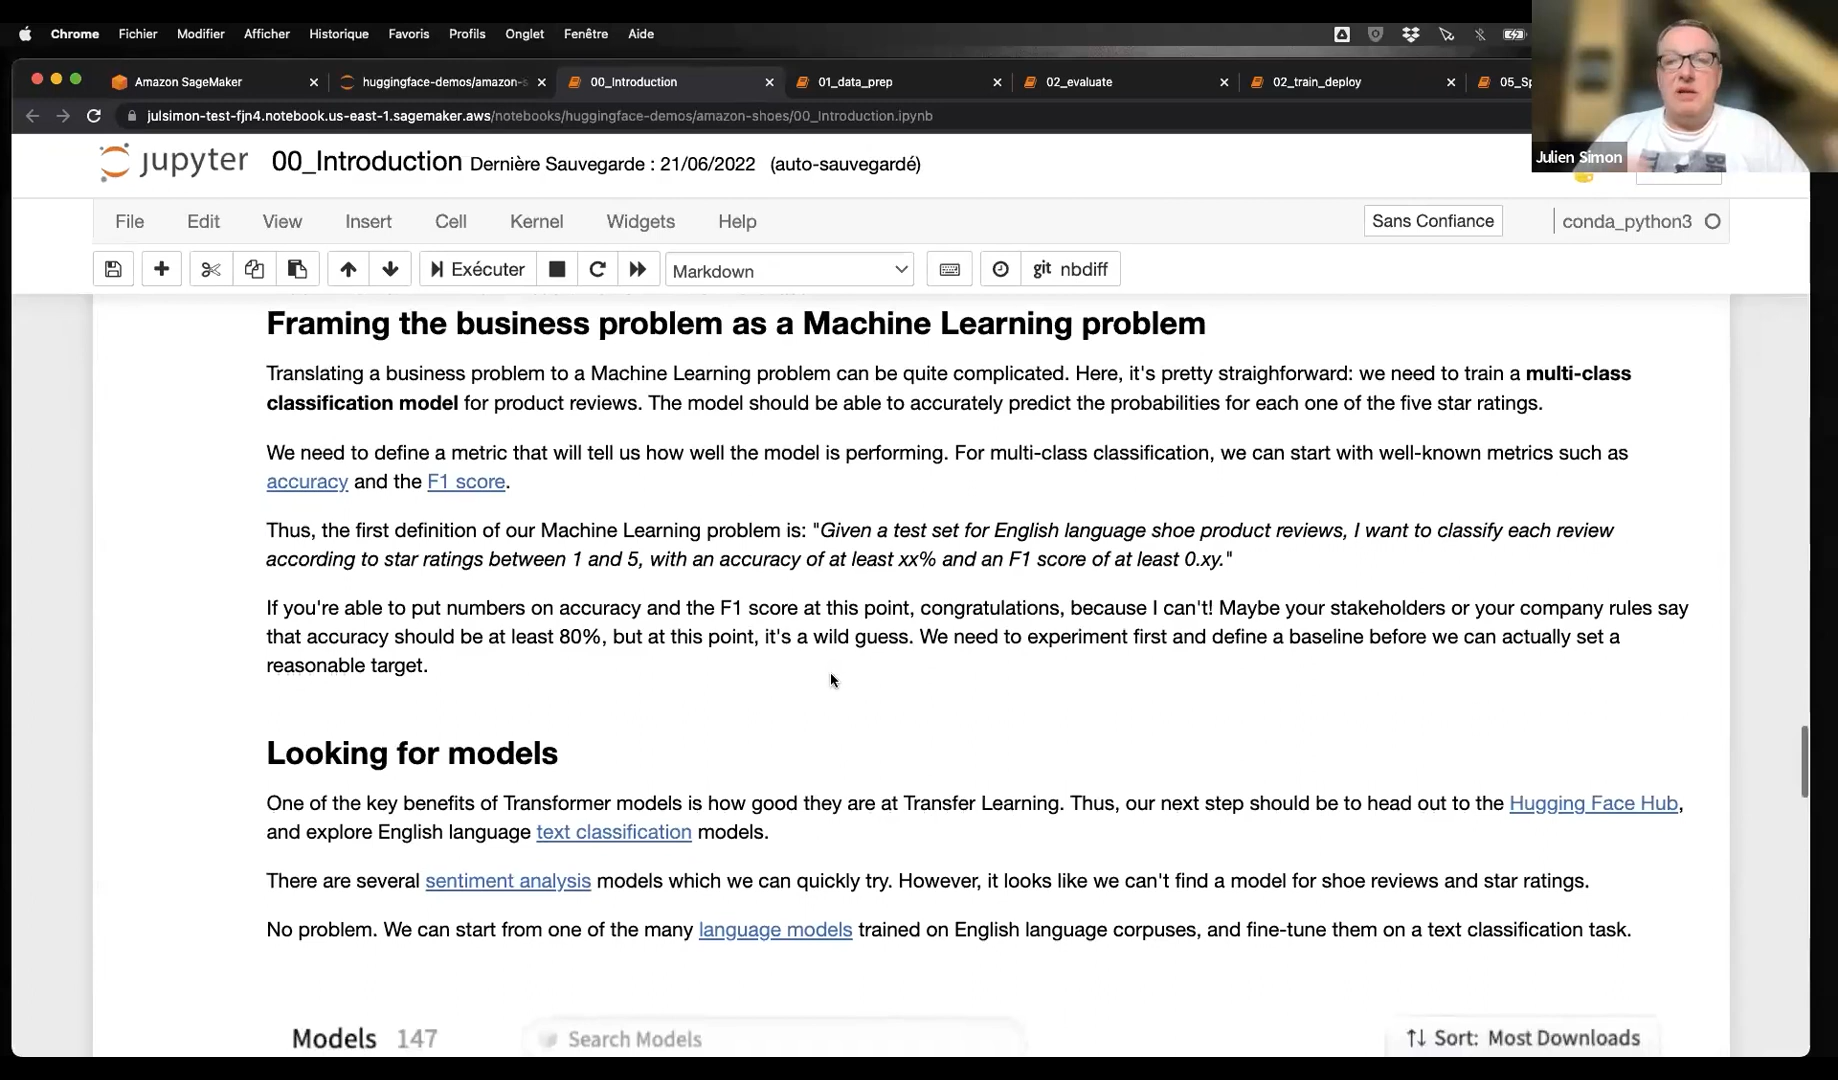 Chrome Fichier Modifier Afficher Historique Favoris Profils Onglet Fenêtre Aide
Amazon SageMaker
huggingface-demos/amazon-s
00_Introduction
01_data_prep
02_evaluate
02_train_deploy
05_Sp
julsimon-test-fjn4.notebook.us-east-1.sagemaker.aws/notebooks/huggingface-demos/amazon-shoes/00_Introduction.ipynb
Julien Simon
jupyter 00_Introduction Dernière Sauvegarde : 21/06/2022 (auto-sauvegardé)
File Edit View Insert Cell Kernel Widgets Help Sans Confiance conda_python3
Exécuter Markdown git nbdiff
Framing the business problem as a Machine Learning problem
Translating a business problem to a Machine Learning problem can be quite complicated. Here, it's pretty straighforward: we need to train a multi-class
classification model for product reviews. The model should be able to accurately predict the probabilities for each one of the five star ratings.
We need to define a metric that will tell us how well the model is performing. For multi-class classification, we can start with well-known metrics such as
accuracy and the F1 score.
Thus, the first definition of our Machine Learning problem is: "Given a test set for English language shoe product reviews, I want to classify each review
according to star ratings between 1 and 5, with an accuracy of at least xx% and an F1 score of at least 0.xy."
If you're able to put numbers on accuracy and the F1 score at this point, congratulations, because I can't! Maybe your stakeholders or your company rules say
that accuracy should be at least 80%, but at this point, it's a wild guess. We need to experiment first and define a baseline before we can actually set a
reasonable target.
Looking for models
One of the key benefits of Transformer models is how good they are at Transfer Learning. Thus, our next step should be to head out to the Hugging Face Hub,
and explore English language text classification models.
There are several sentiment analysis models which we can quickly try. However, it looks like we can't find a model for shoe reviews and star ratings.
No problem. We can start from one of the many language models trained on English language corpuses, and fine-tune them on a text classification task.
Models 147 Search Models Sort: Most Downloads